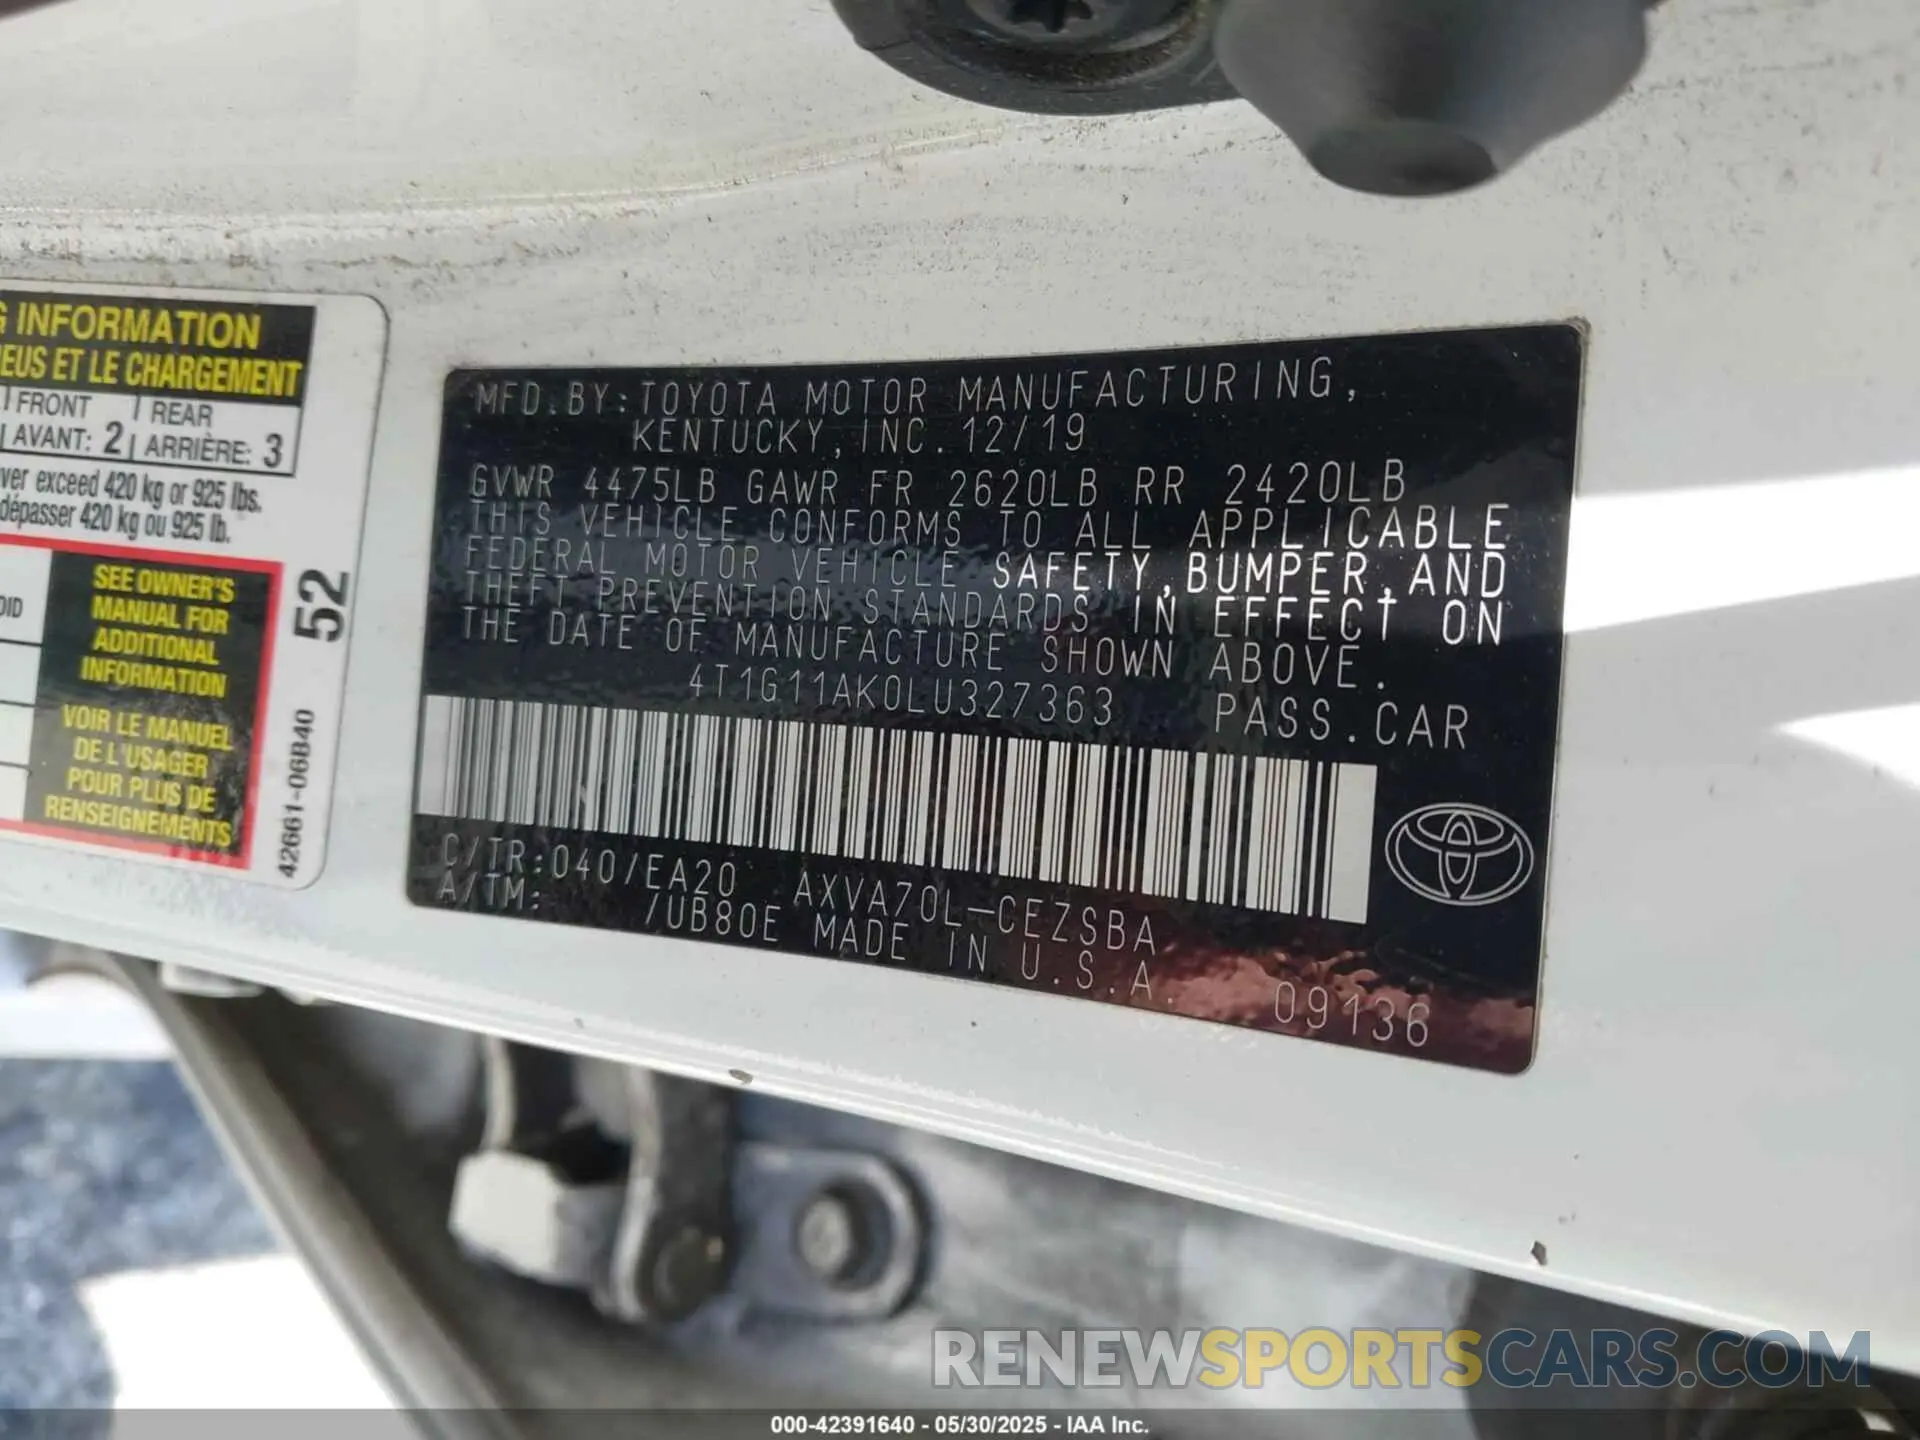 G INFORMATION
EUS ET LE CHARGEMENT
FRONT | REAR
AVANT: 2 | ARRIÈRE: 3
ver exceed 420 kg or 925 lbs.
dépasser 420 kg ou 925 lb.
OID
SEE OWNER'S
MANUAL FOR
ADDITIONAL
INFORMATION
VOIR LE MANUEL
DE L'USAGER
POUR PLUS DE
RENSEIGNEMENTS
42661-06B40
52
MFD.BY:TOYOTA MOTOR MANUFACTURING,
KENTUCKY,INC.12/19
GVWR 4475LB GAWR FR 2620LB RR 2420LB
THIS VEHICLE CONFORMS TO ALL APPLICABLE
FEDERAL MOTOR VEHICLE SAFETY,BUMPER,AND
THEFT PREVENTION STANDARDS IN EFFECT ON
THE DATE OF MANUFACTURE SHOWN ABOVE.
4T1G11AK0LU327363 PASS.CAR
C/TR:040/EA20 AXVA70L-CEZSBA
A/TM: /UB80E MADE IN U.S.A.
09136
RENEWSPORTSCARS.COM
000-42391640 - 05/30/2025 - IAA Inc.